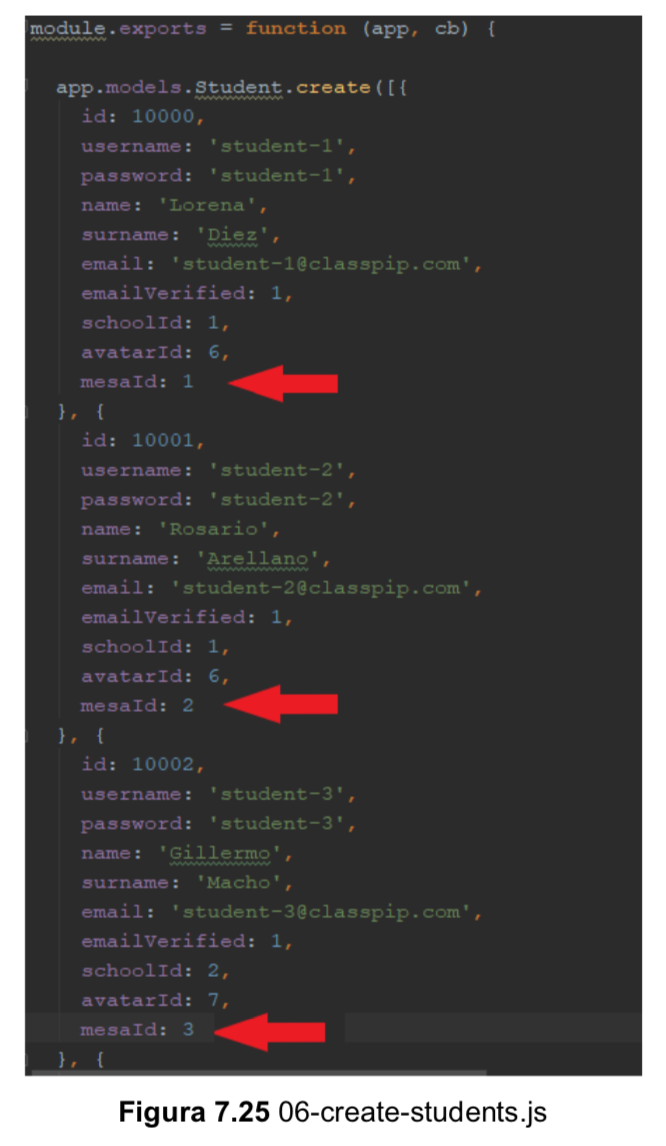 module.exports = function (app, cb) {
app.models.Student.create([{
id: 10000,
username: 'student-1',
password: 'student-1',
name: 'Lorena',
surname: 'Diez',
email: 'student-1@classpip.com',
emailVerified: 1,
schoolId: 1,
avatarId: 6,
mesaId: 1
}, {
id: 10001,
username: 'student-2',
password: 'student-2',
name: 'Rosario',
surname: 'Arellano',
email: 'student-2@classpip.com',
emailVerified: 1,
schoolId: 1,
avatarId: 6,
mesaId: 2
}, {
id: 10002,
username: 'student-3',
password: 'student-3',
name: 'Gillermo',
surname: 'Macho',
email: 'student-3@classpip.com',
emailVerified: 1,
schoolId: 2,
avatarId: 7,
mesaId: 3
}, {
Figura 7.25 06-create-students.js